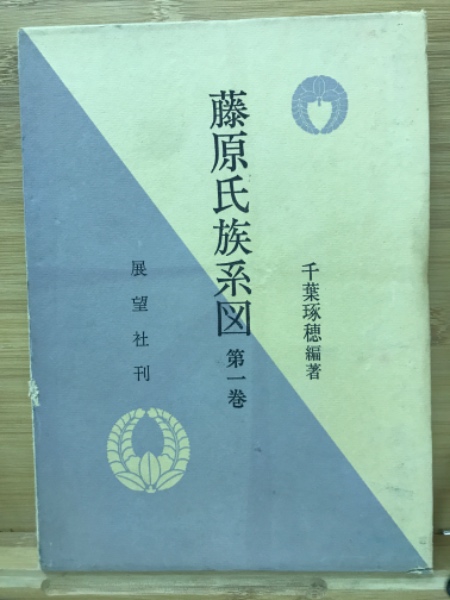 藤原氏族系図 第一巻
千葉琢穂編著
展望社刊